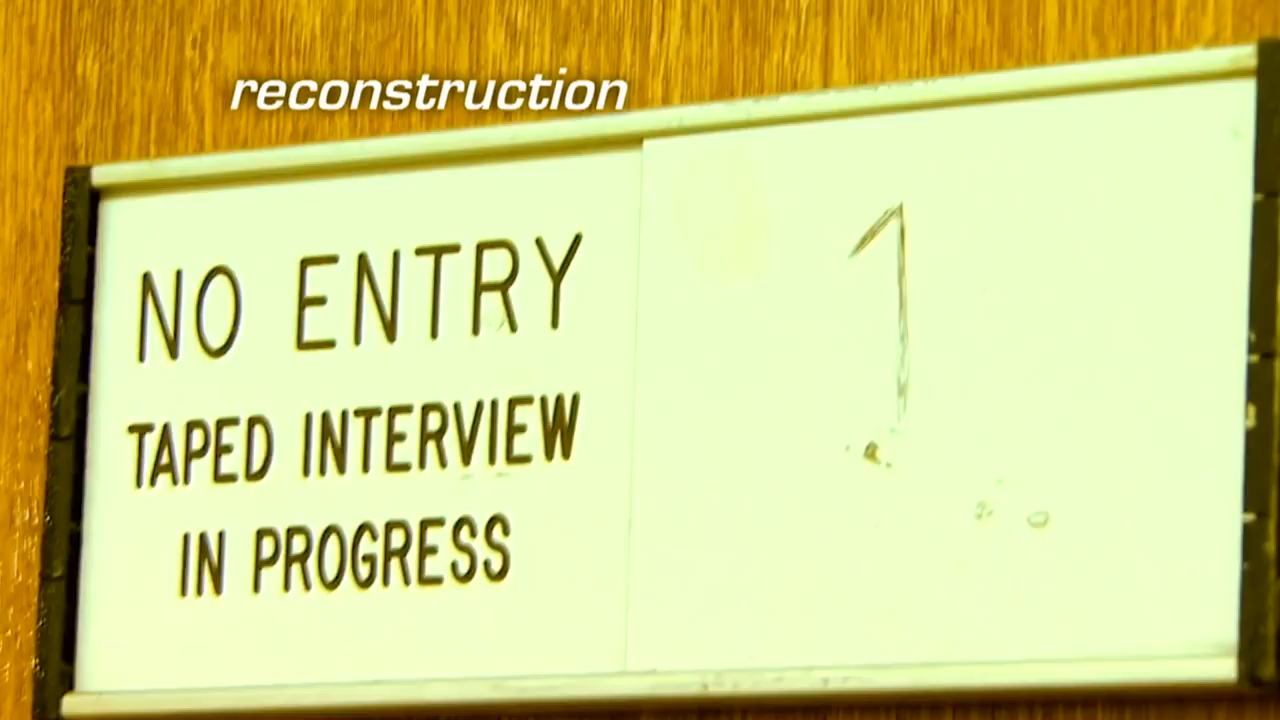 reconstruction
NO ENTRY
TAPED INTERVIEW
IN PROGRESS
1